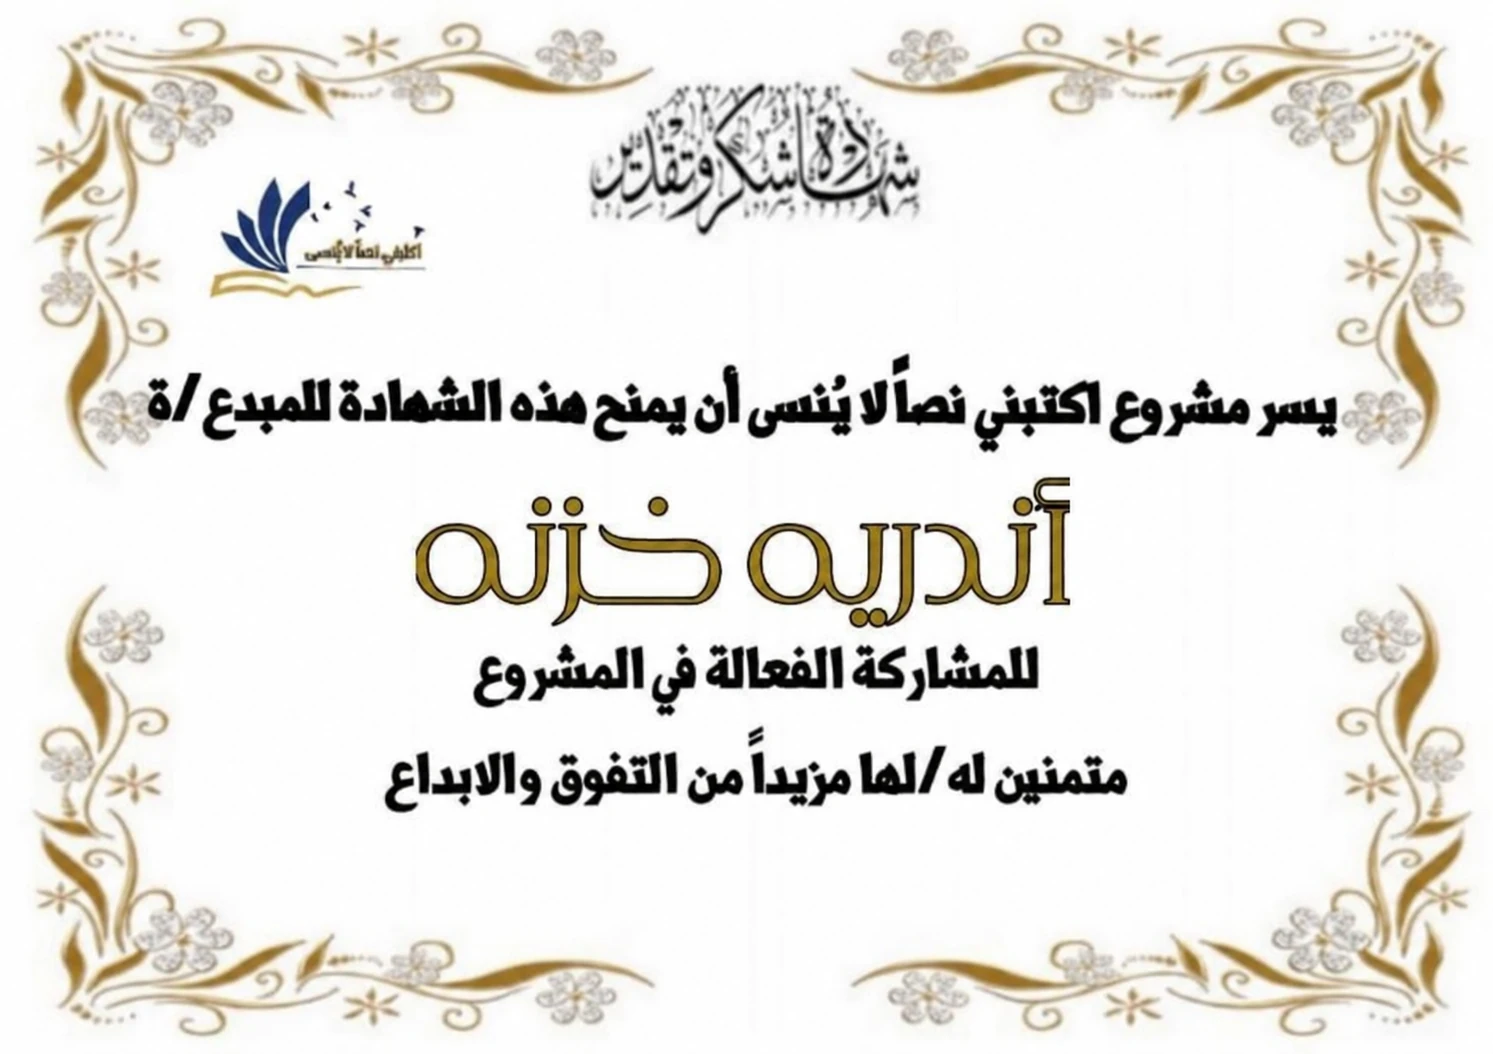 شهادة شكر وتقدير
اكتبني نصاً لا يُنسى
يسر مشروع اكتبني نصاً لا يُنسى أن يمنح هذه الشهادة للمبدع /ة
أندريه خزنه
للمشاركة الفعالة في المشروع
متمنين له/لها مزيداً من التفوق والابداع